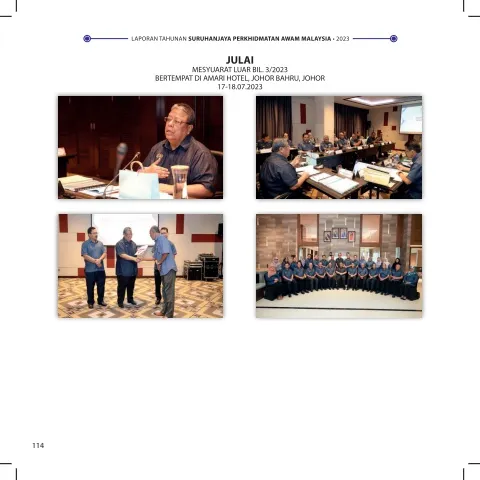 LAPORAN TAHUNAN SURUHANJAYA PERKHIDMATAN AWAM MALAYSIA • 2023
JULAI
MESYUARAT LUAR BIL. 3/2023
BERTEMPAT DI AMARI HOTEL, JOHOR BAHRU, JOHOR
17-18.07.2023
114